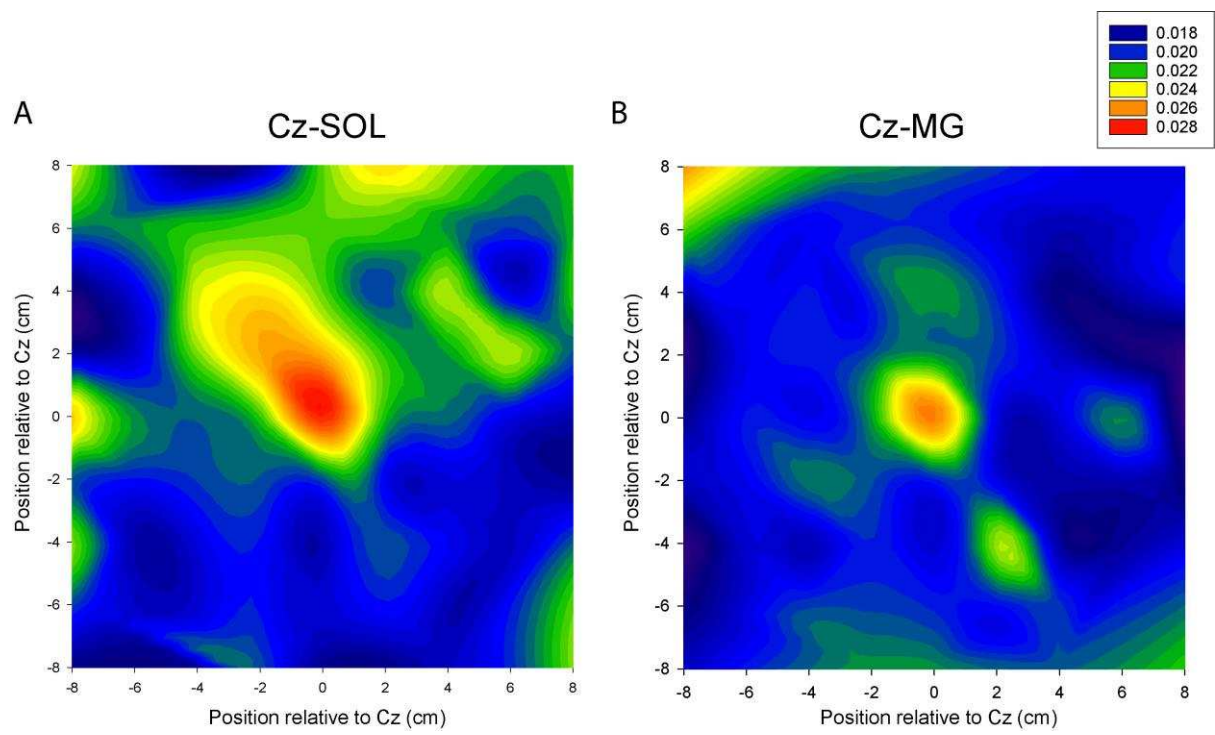 0.018
0.020
0.022
0.024
0.026
0.028
A
Cz-SOL
8
6
4
2
0
-2
-4
-6
-8
Position relative to Cz (cm)
-8 -6 -4 -2 0 2 4 6 8
Position relative to Cz (cm)
B
Cz-MG
8
6
4
2
0
-2
-4
-6
-8
Position relative to Cz (cm)
-8 -6 -4 -2 0 2 4 6 8
Position relative to Cz (cm)